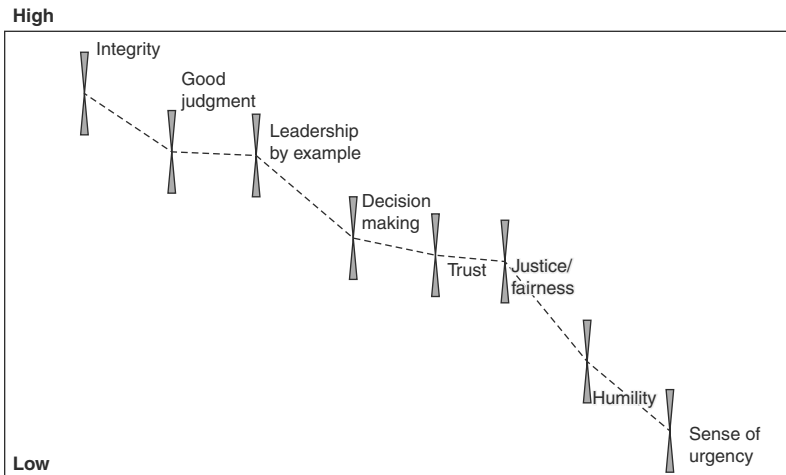 High
Integrity
Good
judgment
Leadership
by example
Decision
making
Trust
Justice/
fairness
Humility
Sense of
urgency
Low